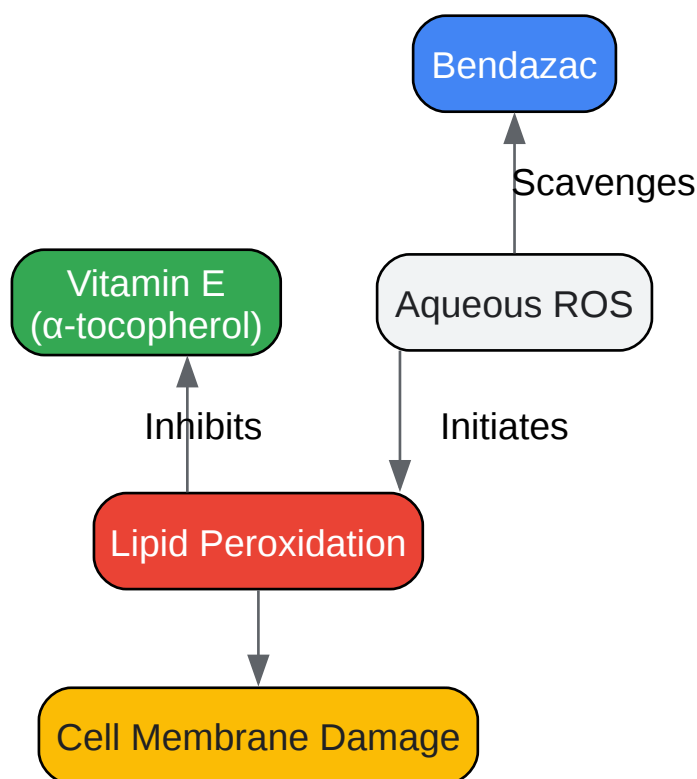 Bendazac
Scavenges
Vitamin E
(α-tocopherol)
Aqueous ROS
Inhibits
Initiates
Lipid Peroxidation
Cell Membrane Damage